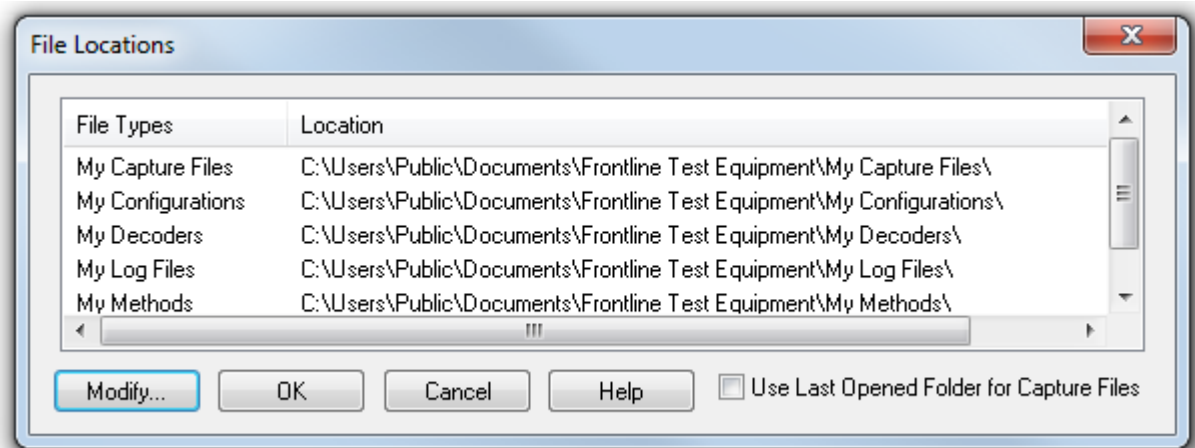 File Locations
File Types Location
My Capture Files C:\Users\Public\Documents\Frontline Test Equipment\My Capture Files\
My Configurations C:\Users\Public\Documents\Frontline Test Equipment\My Configurations\
My Decoders C:\Users\Public\Documents\Frontline Test Equipment\My Decoders\
My Log Files C:\Users\Public\Documents\Frontline Test Equipment\My Log Files\
My Methods C:\Users\Public\Documents\Frontline Test Equipment\My Methods\
Modify... OK Cancel Help Use Last Opened Folder for Capture Files